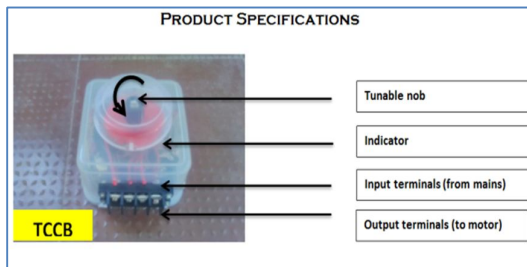 PRODUCT SPECIFICATIONS
Tunable nob
Indicator
Input terminals (from mains)
Output terminals (to motor)
TCCB